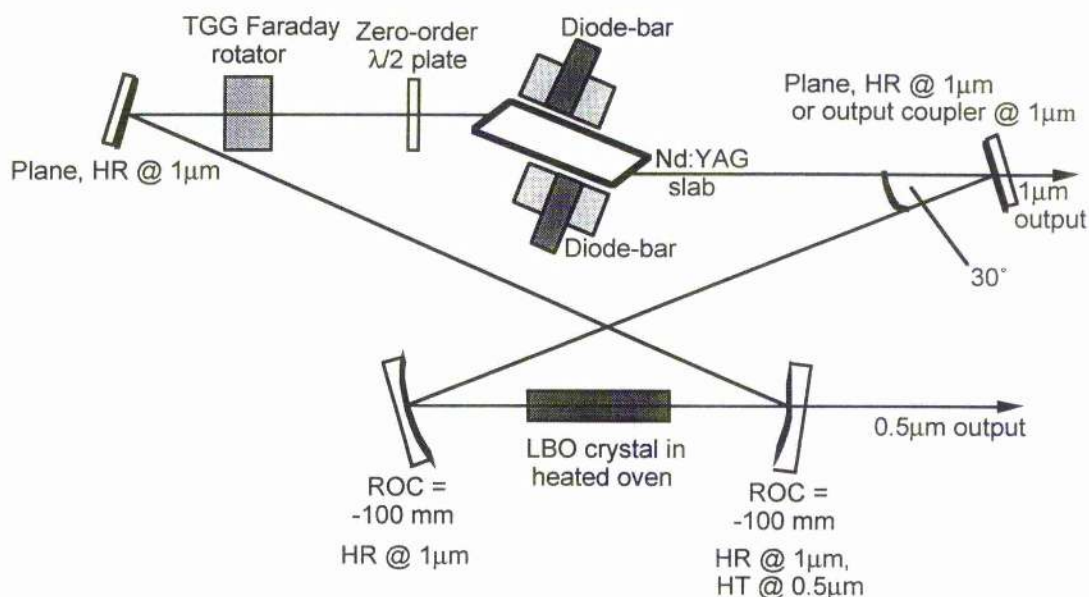 TGG Faraday
rotator
Zero-order
λ/2 plate
Diode-bar
Plane, HR @ 1μm
or output coupler @ 1μm
Plane, HR @ 1μm
Nd:YAG
slab
1μm
output
Diode-bar
30°
0.5μm output
LBO crystal in
heated oven
ROC =
-100 mm
HR @ 1μm
ROC =
-100 mm
HR @ 1μm,
HT @ 0.5μm